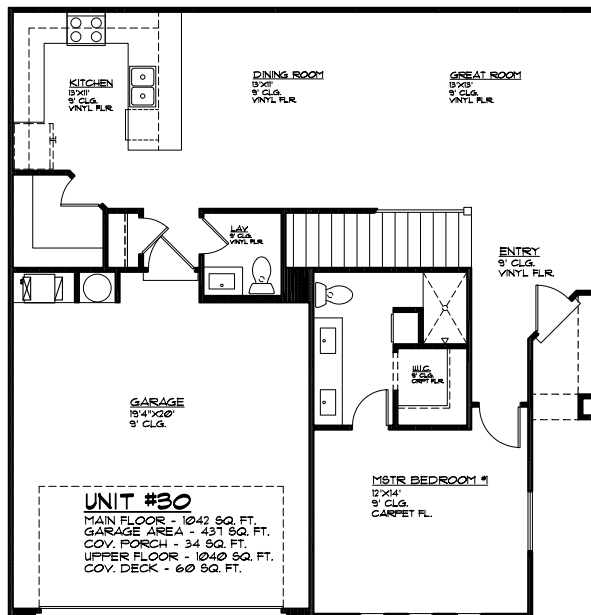 KITCHEN
13'X11'
9' CLG.
VINYL FLR.
DINING ROOM
13'X11'
9' CLG.
VINYL FLR.
GREAT ROOM
13'X13'
9' CLG.
VINYL FLR.
LAV.
5' CLG.
VINYL FLR.
ENTRY
9' CLG.
VINYL FLR.
W.I.C.
9' CLG.
CRPT FLR.
GARAGE
19'4"X20'
9' CLG.
MSTR BEDROOM #1
12'X14'
9' CLG.
CARPET FL.
UNIT #30
MAIN FLOOR - 1042 SQ. FT.
GARAGE AREA - 437 SQ. FT.
COV. PORCH - 34 SQ. FT.
UPPER FLOOR - 1040 SQ. FT.
COV. DECK - 60 SQ. FT.